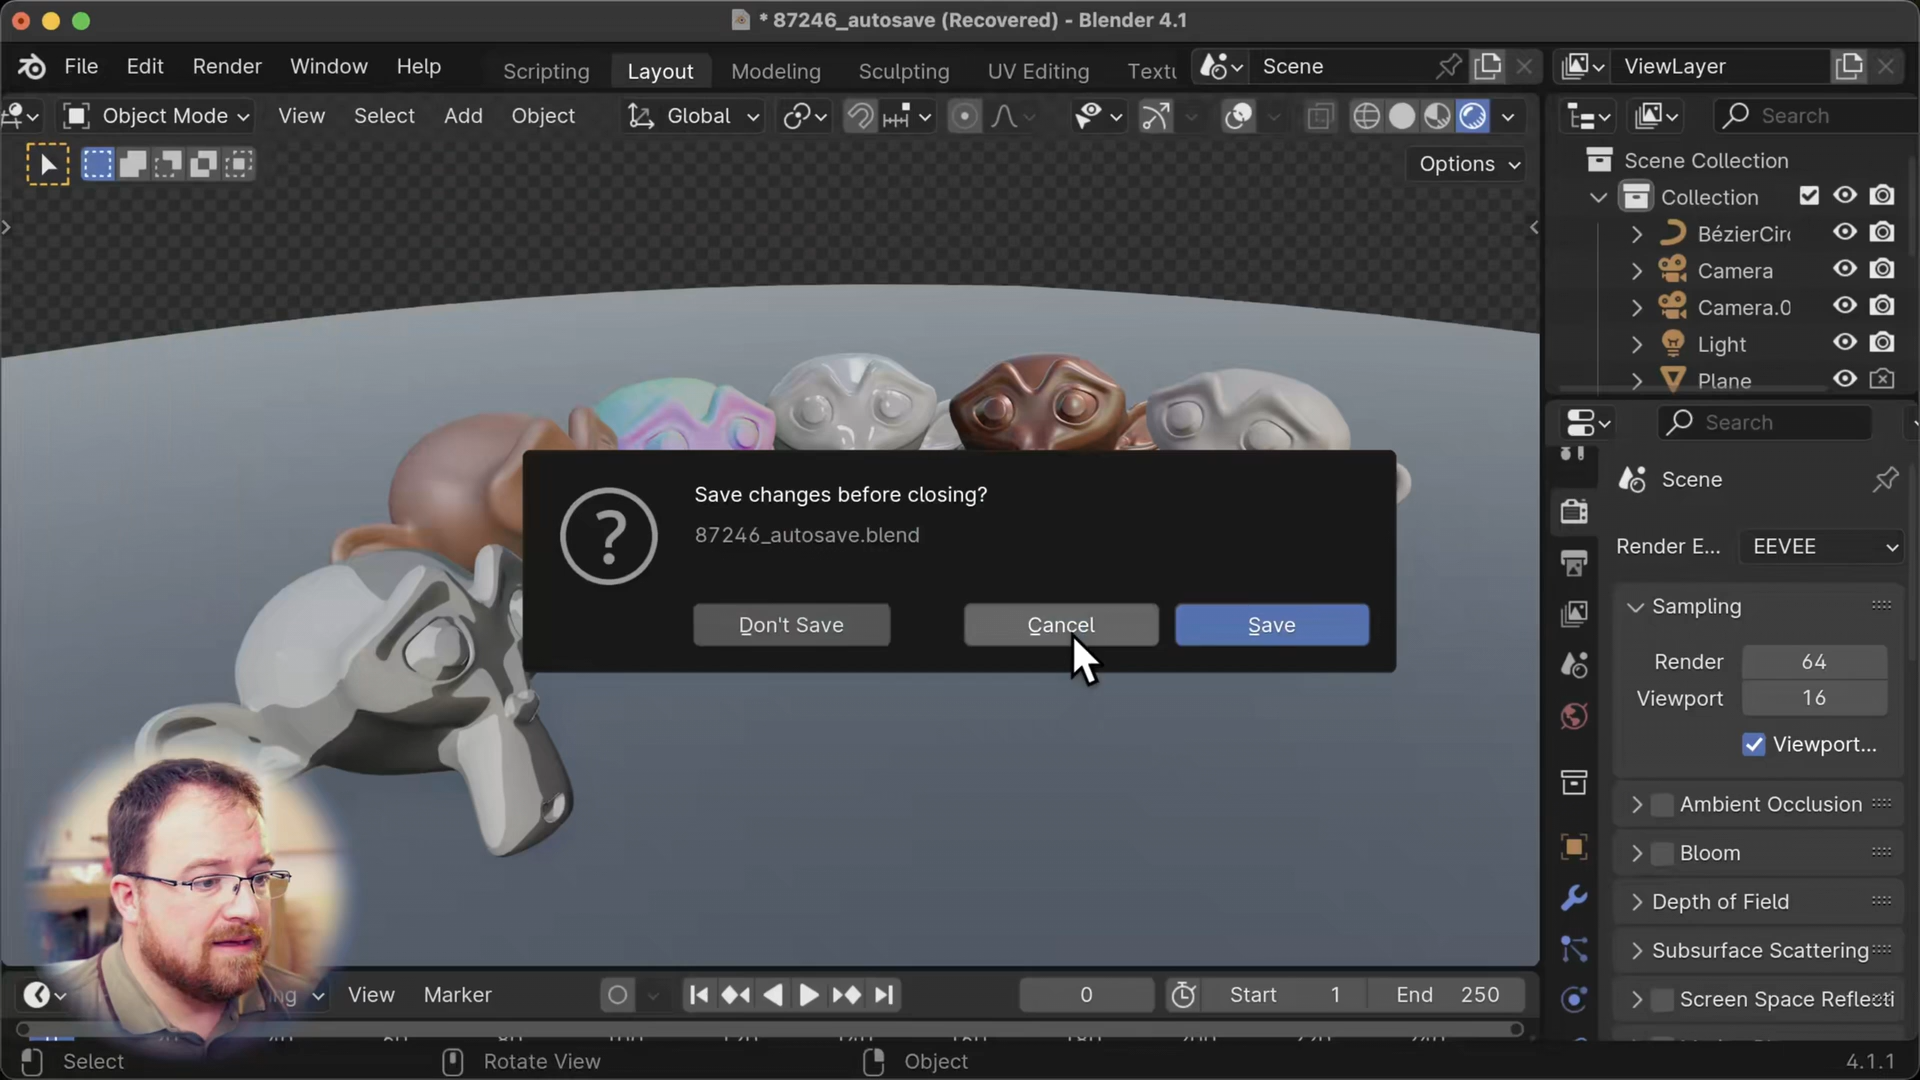 * 87246_autosave (Recovered) - Blender 4.1
File Edit Render Window Help
Scripting Layout Modeling Sculpting UV Editing Textu
Scene
ViewLayer
Object Mode View Select Add Object
Global
Search
Options
Scene Collection
Collection
BézierCir
Camera
Camera.0
Light
Plane
Search
Save changes before closing?
87246_autosave.blend
Don't Save Cancel Save
Scene
Render E... EEVEE
Sampling
Render 64
Viewport 16
Viewport...
Ambient Occlusion
Bloom
Depth of Field
Subsurface Scattering
Screen Space Reflecti
ng View Marker
0 Start 1 End 250
Select Rotate View Object 4.1.1